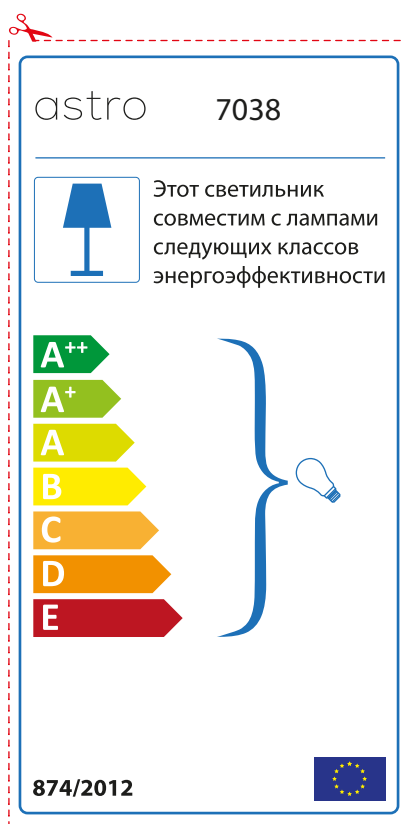 astro 7038
Этот светильник
совместим с лампами
следующих классов
энергоэффективности
A++
A+
A
B
C
D
E
874/2012